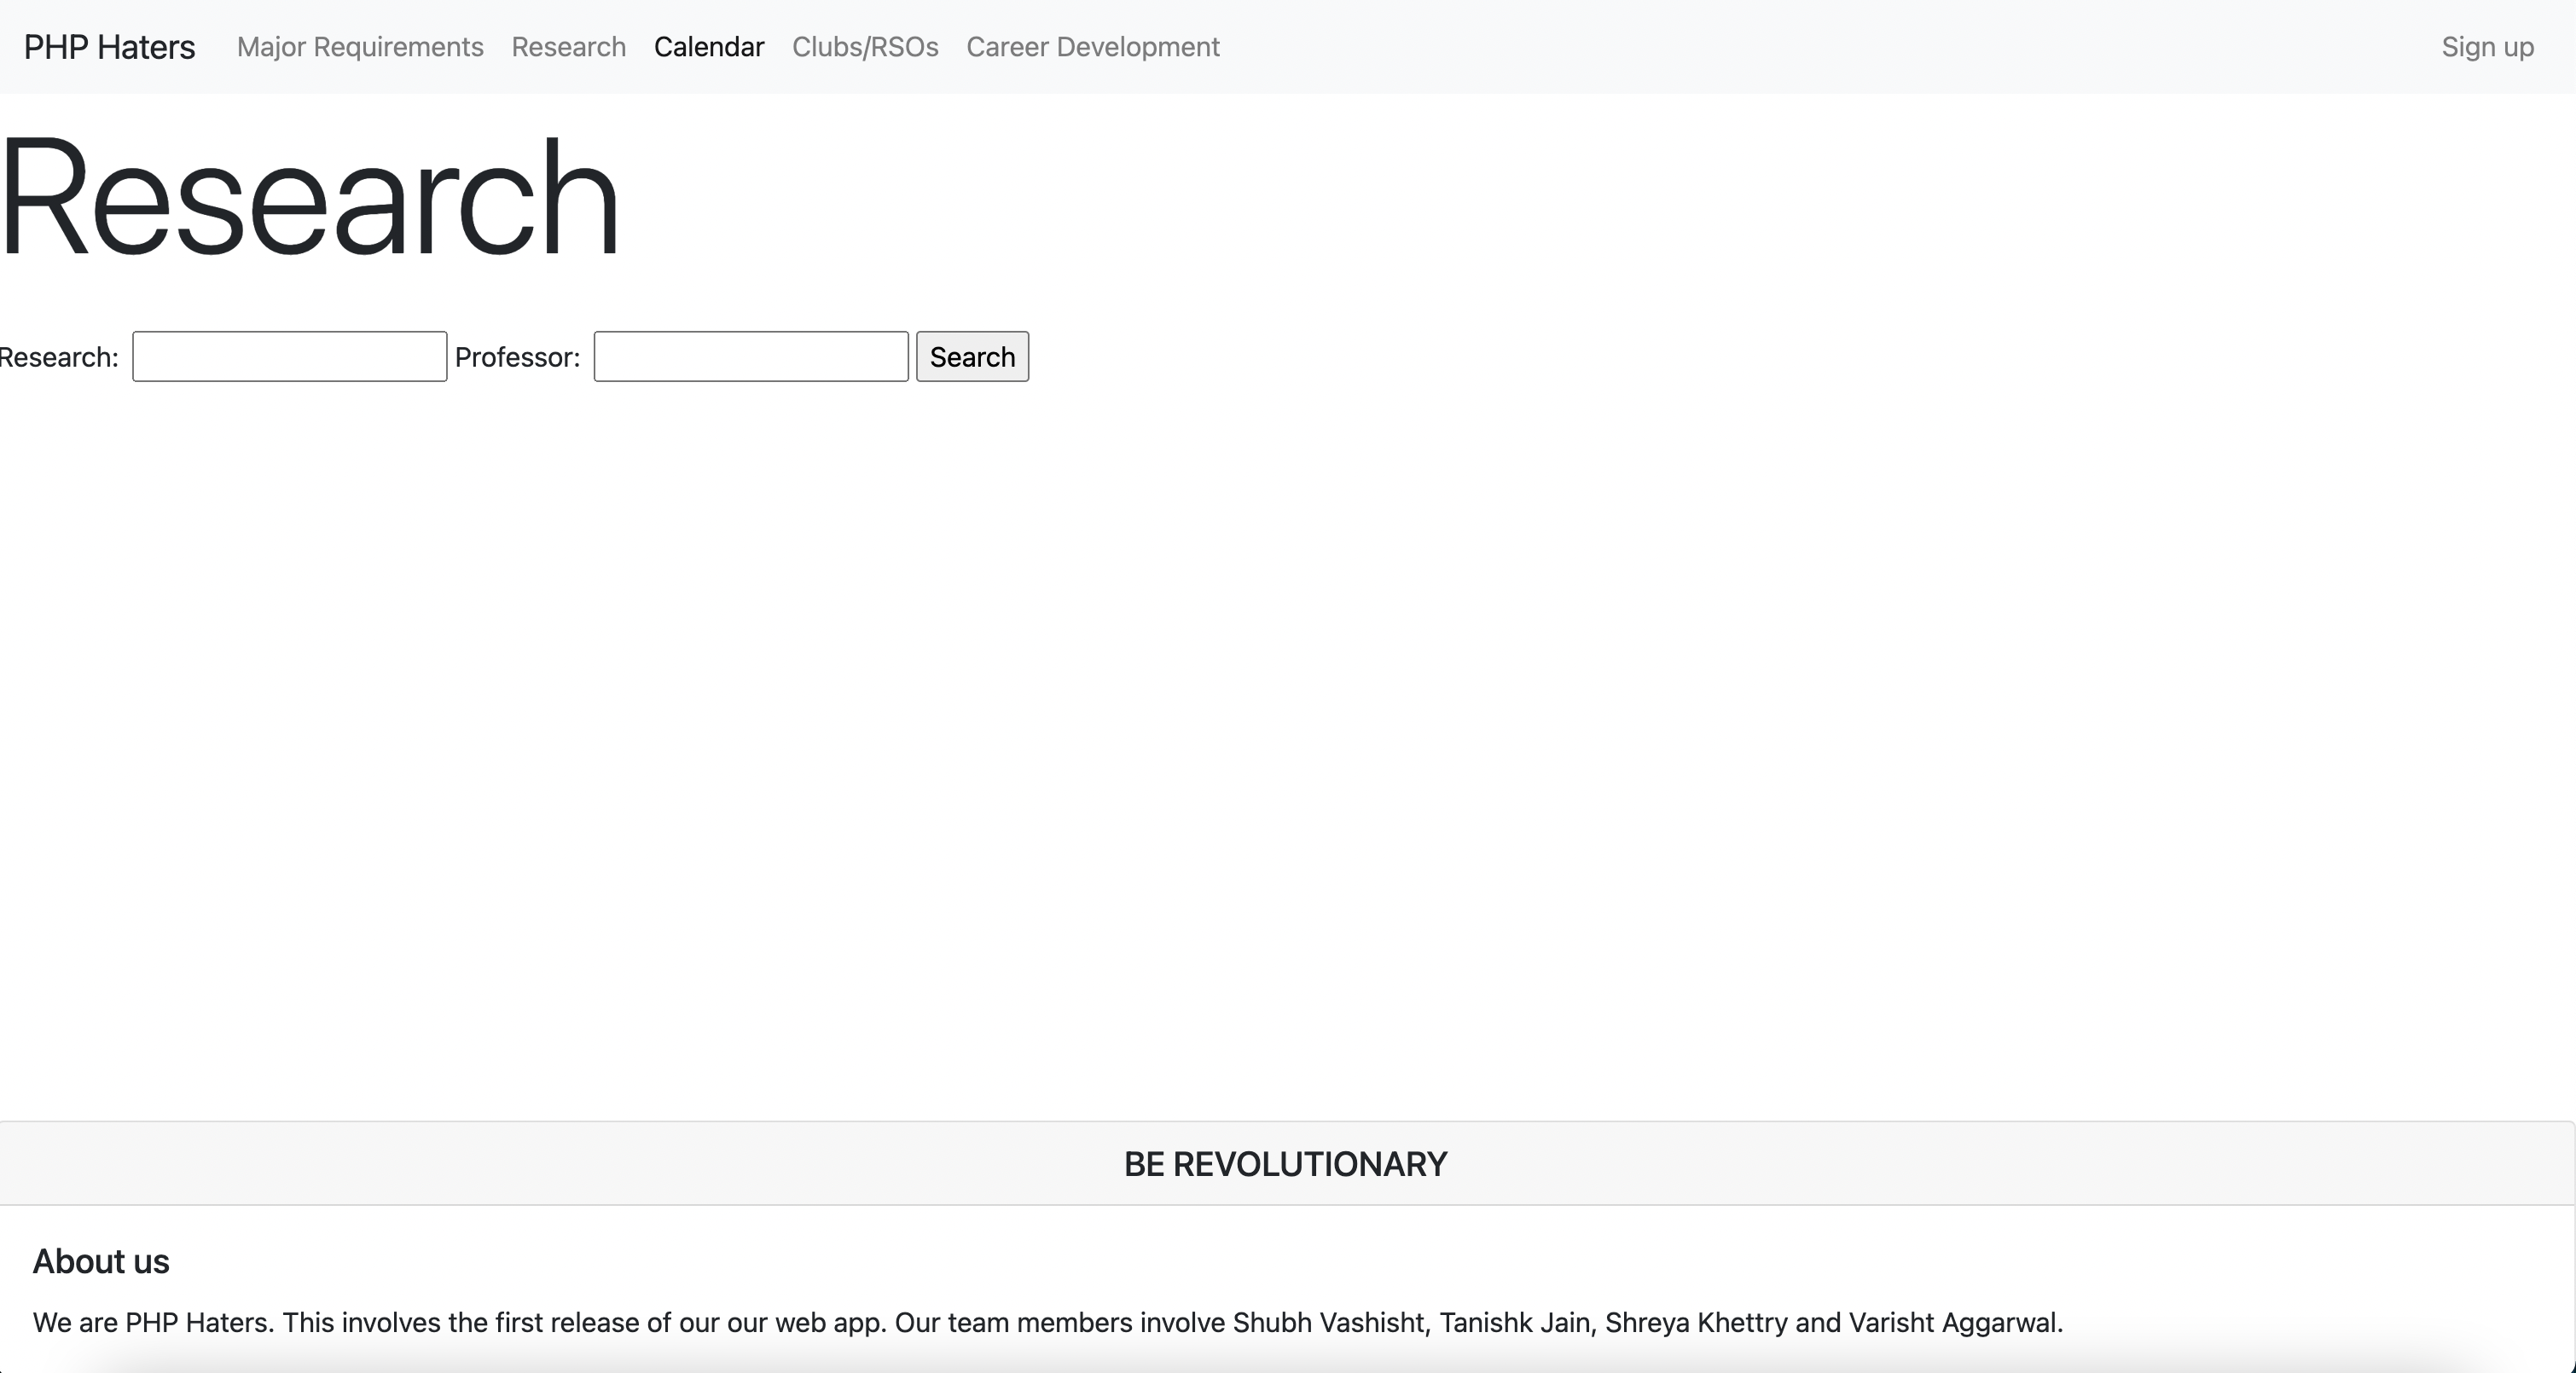 PHP Haters Major Requirements Research Calendar Clubs/RSOs Career Development Sign up
Research
Research: Professor: Search
BE REVOLUTIONARY
About us
We are PHP Haters. This involves the first release of our our web app. Our team members involve Shubh Vashisht, Tanishk Jain, Shreya Khettry and Varisht Aggarwal.